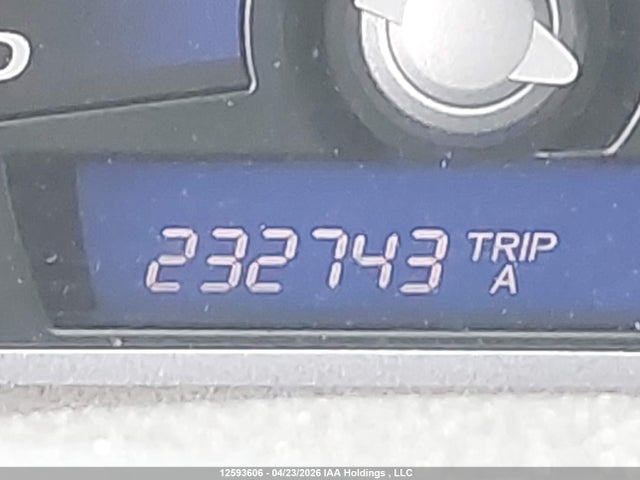 232743 TRIP
A
12593606 - 04/23/2026 IAA Holdings , LLC